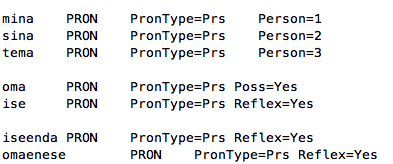 mina PRON PronType=Prs Person=1
sina PRON PronType=Prs Person=2
tema PRON PronType=Prs Person=3
oma PRON PronType=Prs Poss=Yes
ise PRON PronType=Prs Reflex=Yes
iseenda PRON PronType=Prs Reflex=Yes
omaenese PRON PronType=Prs Reflex=Yes